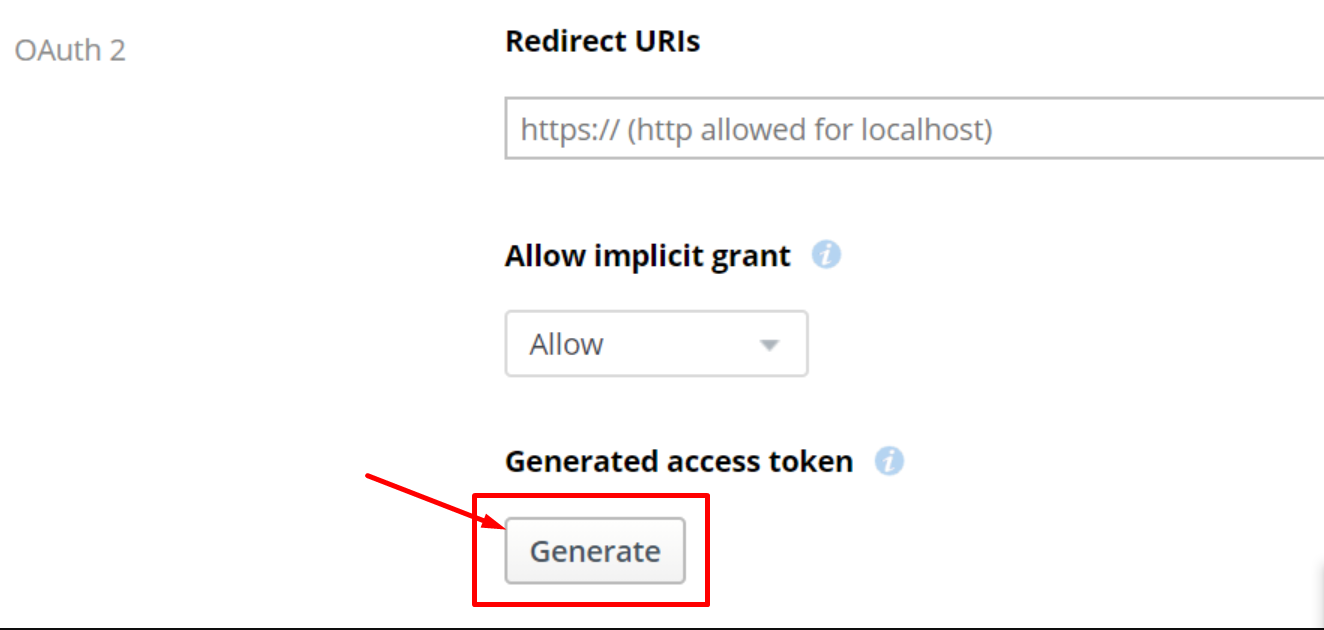 OAuth 2
Redirect URIs
https:// (http allowed for localhost)
Allow implicit grant i
Allow
Generated access token i
Generate